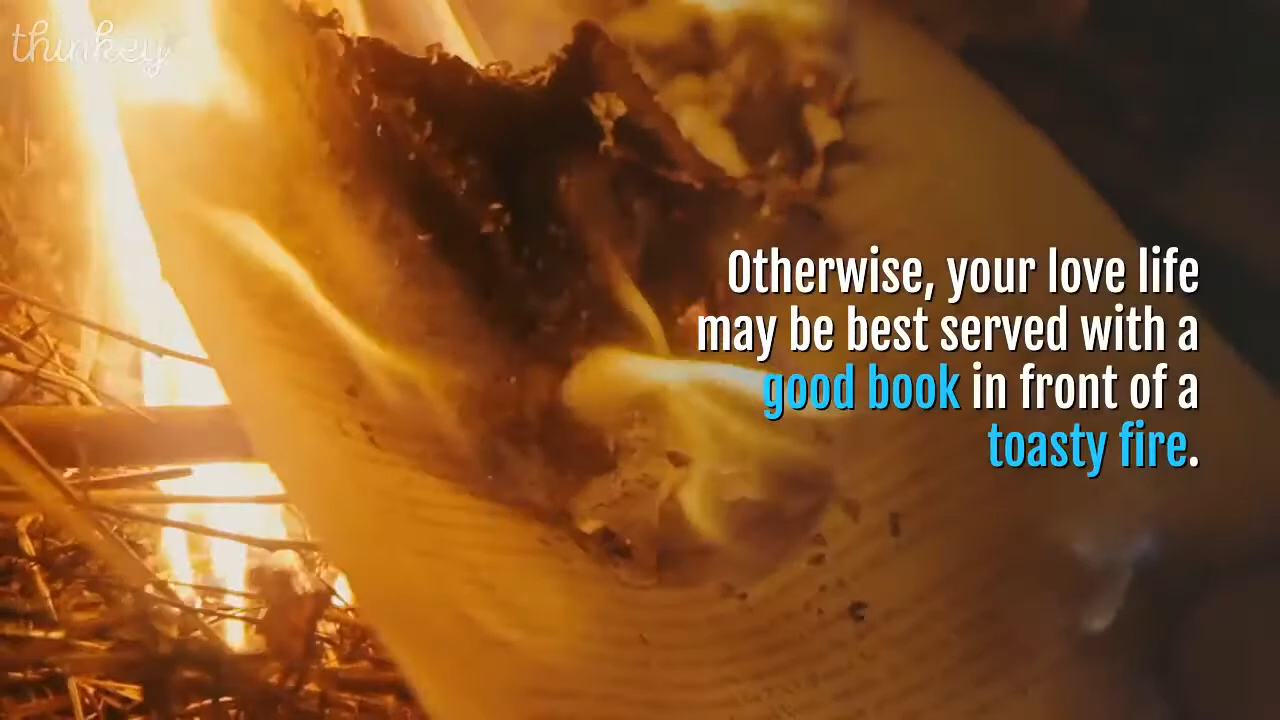 thinkey
Otherwise, your love life
may be best served with a
good book in front of a
toasty fire.